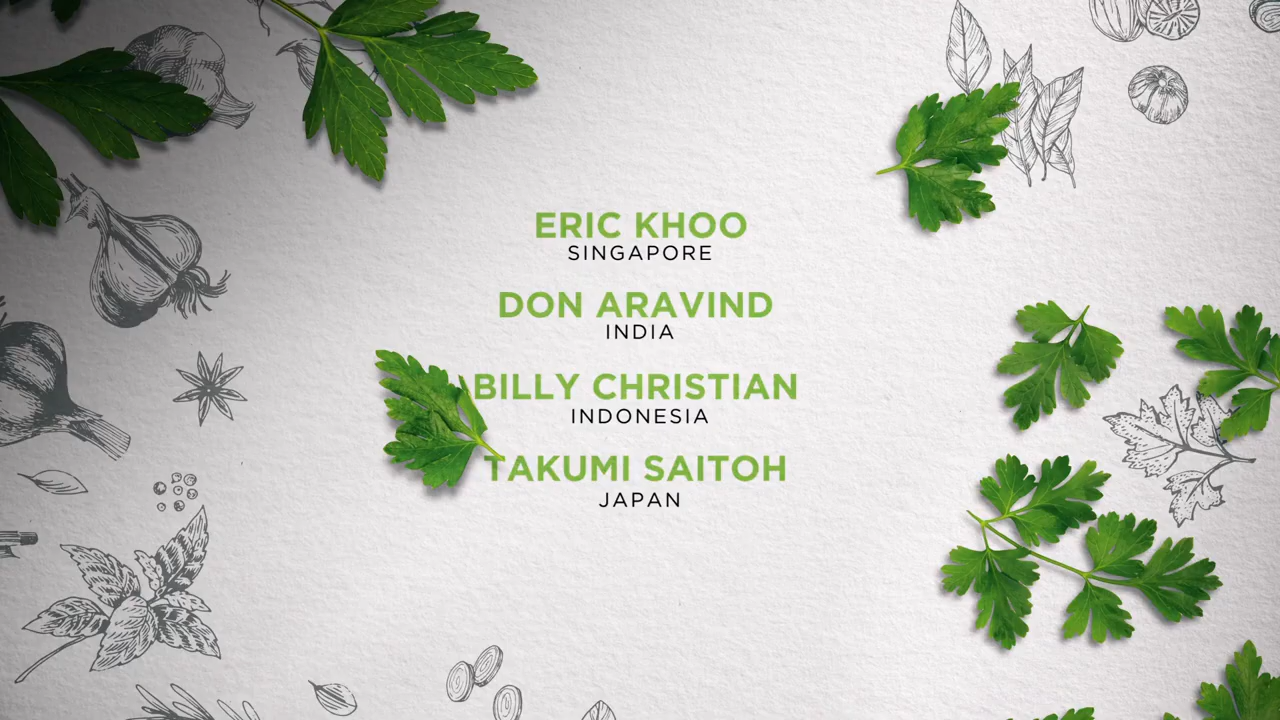 ERIC KHOO
SINGAPORE
DON ARAVIND
INDIA
BILLY CHRISTIAN
INDONESIA
TAKUMI SAITOH
JAPAN